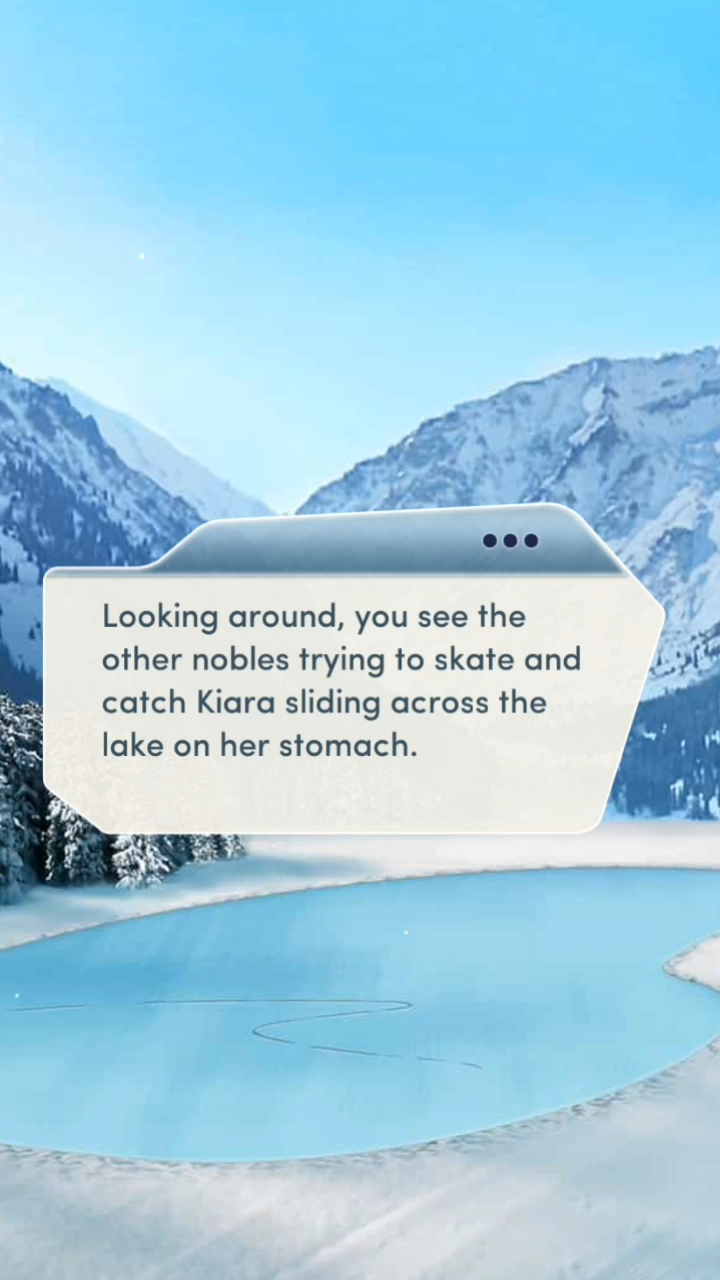 Looking around, you see the
other nobles trying to skate and
catch Kiara sliding across the
lake on her stomach.